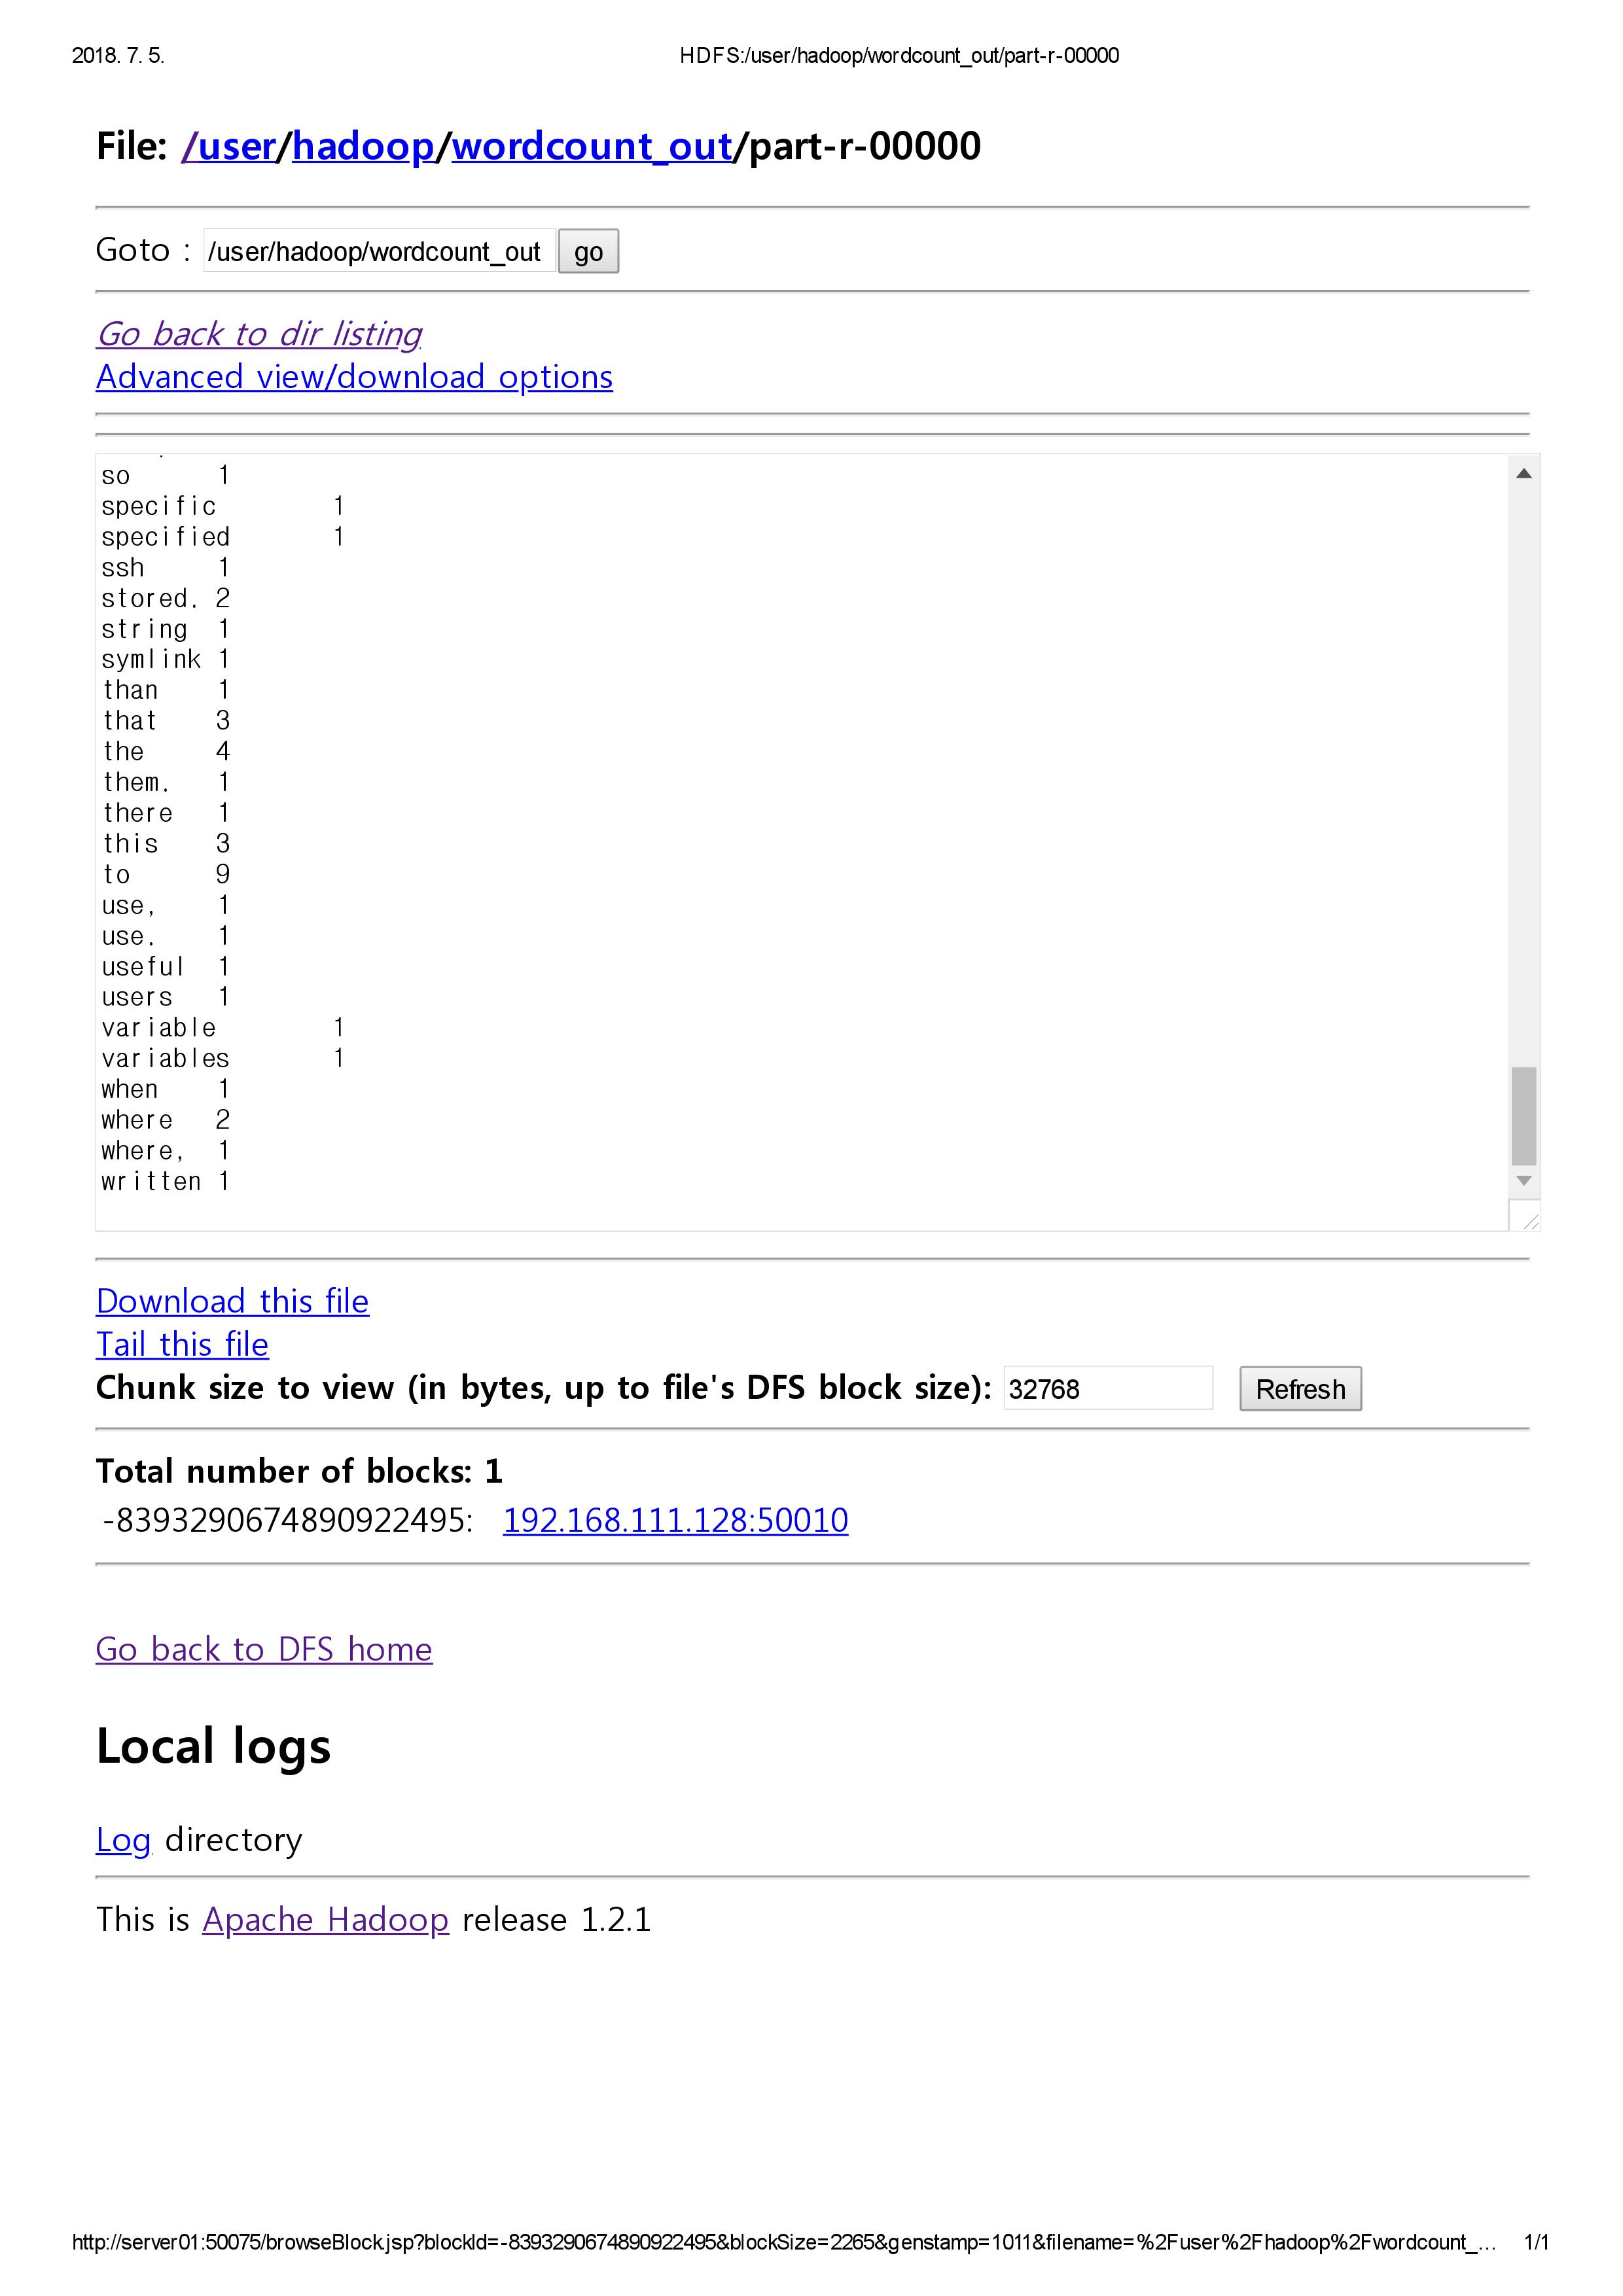 2018. 7. 5.
HDFS:/user/hadoop/wordcount_out/part-r-00000
File: /user/hadoop/wordcount_out/part-r-00000
Goto : /user/hadoop/wordcount_out go
Go back to dir listing
Advanced view/download options
so 1
specific 1
specified 1
ssh 1
stored. 2
string 1
symlink 1
than 1
that 3
the 4
them. 1
there 1
this 3
to 9
use, 1
use. 1
useful 1
users 1
variable 1
variables 1
when 1
where 2
where, 1
written 1
Download this file
Tail this file
Chunk size to view (in bytes, up to file's DFS block size): 32768 Refresh
Total number of blocks: 1
-8393290674890922495: 192.168.111.128:50010
Go back to DFS home
Local logs
Log directory
This is Apache Hadoop release 1.2.1
http://server01:50075/browseBlock.jsp?blockId=-8393290674890922495&blockSize=2265&genstamp=1011&filename=%2Fuser%2Fhadoop%2Fwordcount_… 1/1